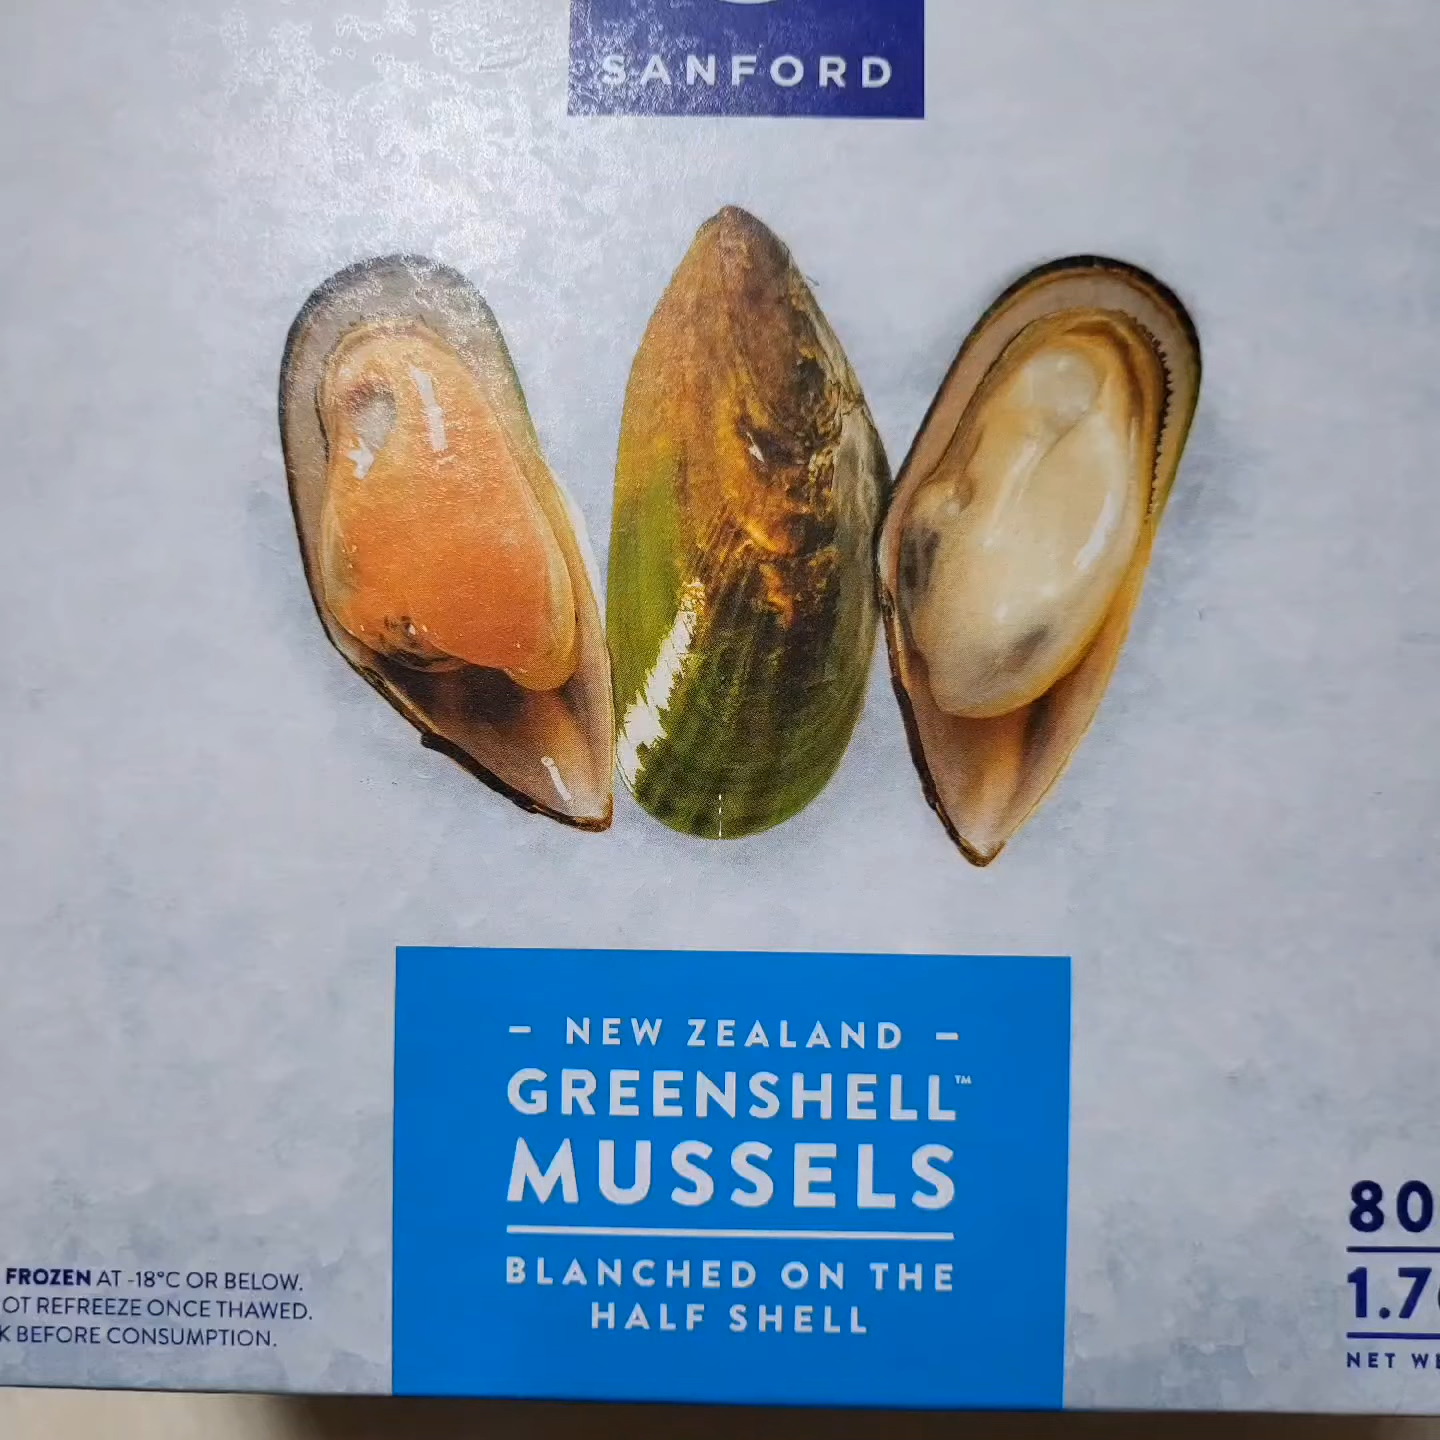 SANFORD
– NEW ZEALAND –
GREENSHELL™
MUSSELS
BLANCHED ON THE
HALF SHELL
FROZEN AT -18°C OR BELOW.
OT REFREEZE ONCE THAWED.
K BEFORE CONSUMPTION.
80
1.7
NET WE